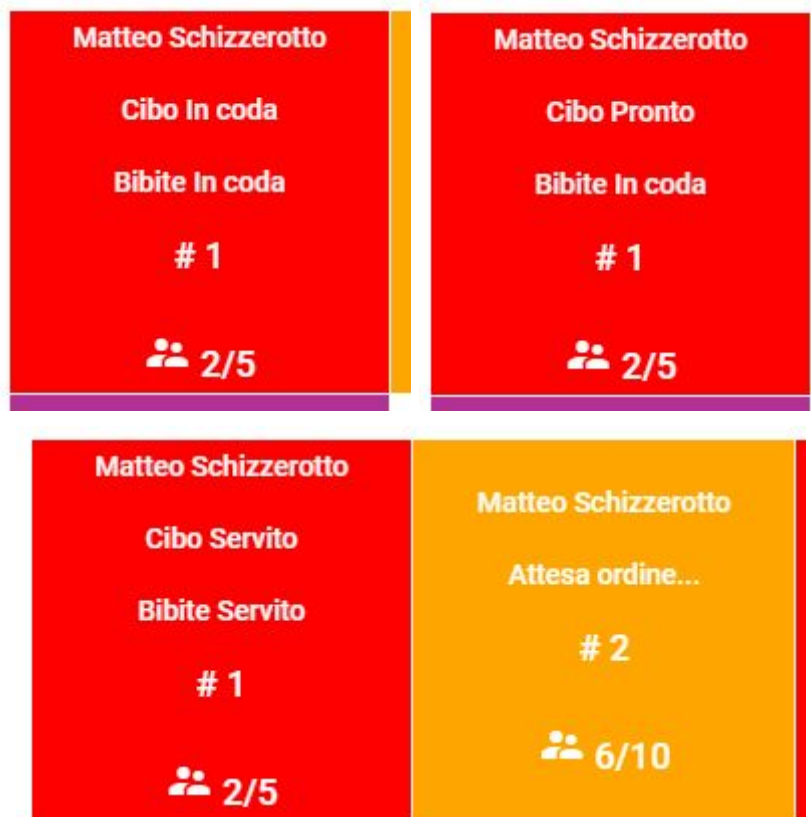 Matteo Schizzerotto
Cibo In coda
Bibite In coda
# 1
2/5
Matteo Schizzerotto
Cibo Pronto
Bibite In coda
# 1
2/5
Matteo Schizzerotto
Cibo Servito
Bibite Servito
# 1
2/5
Matteo Schizzerotto
Attesa ordine...
# 2
6/10